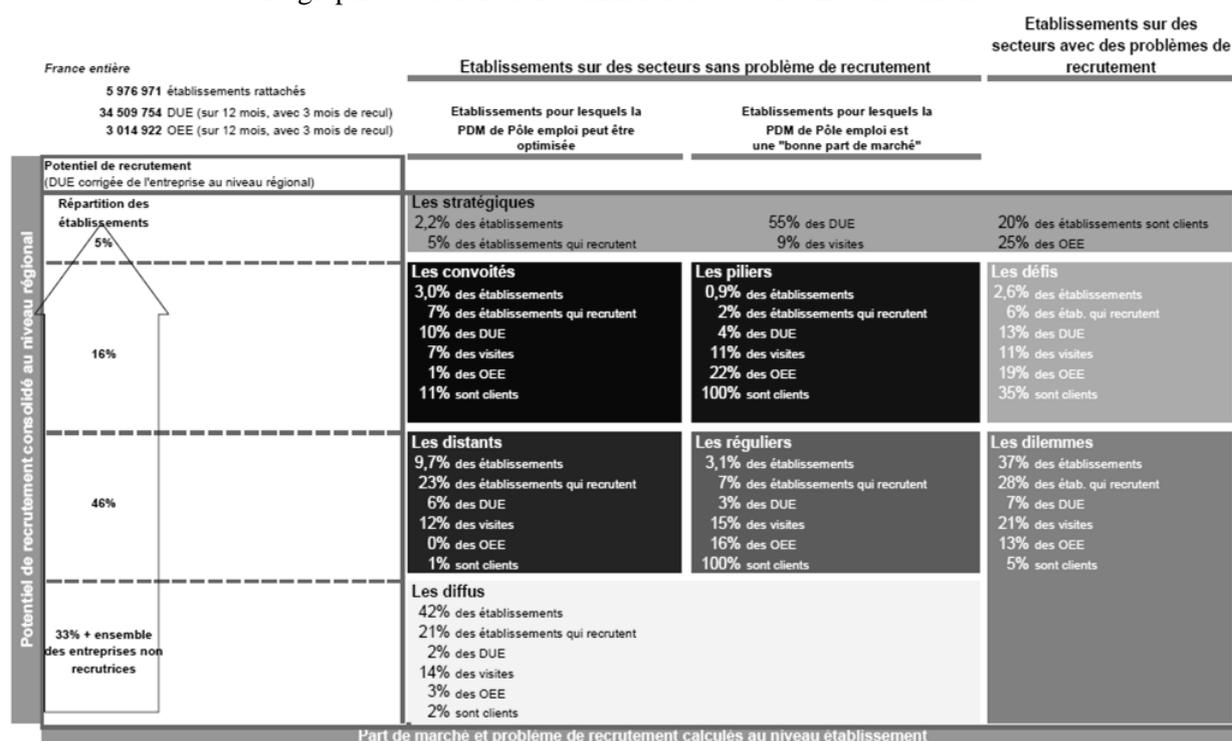 Etablissements sur des
secteurs avec des problèmes de
recrutement
France entière
Etablissements sur des secteurs sans problème de recrutement
5 976 971 établissements rattachés
34 509 754 DUE (sur 12 mois, avec 3 mois de recul)
3 014 922 OEE (sur 12 mois, avec 3 mois de recul)
Etablissements pour lesquels la
PDM de Pôle emploi peut être
optimisée
Etablissements pour lesquels la
PDM de Pôle emploi est
une "bonne part de marché"
Potentiel de recrutement
(DUE corrigée de l'entreprise au niveau régional)
Potentiel de recrutement consolidé au niveau régional
Répartition des
établissements
5%
Les stratégiques
2,2% des établissements
5% des établissements qui recrutent
55% des DUE
9% des visites
20% des établissements sont clients
25% des OEE
16%
Les convoités
3,0% des établissements
7% des établissements qui recrutent
10% des DUE
7% des visites
1% des OEE
11% sont clients
Les piliers
0,9% des établissements
2% des établissements qui recrutent
4% des DUE
11% des visites
22% des OEE
100% sont clients
Les défis
2,6% des établissements
6% des étab. qui recrutent
13% des DUE
11% des visites
19% des OEE
35% sont clients
46%
Les distants
9,7% des établissements
23% des établissements qui recrutent
6% des DUE
12% des visites
0% des OEE
1% sont clients
Les réguliers
3,1% des établissements
7% des établissements qui recrutent
3% des DUE
15% des visites
16% des OEE
100% sont clients
Les dilemmes
37% des établissements
28% des étab. qui recrutent
7% des DUE
21% des visites
13% des OEE
5% sont clients
33% + ensemble
des entreprises non
recrutrices
Les diffus
42% des établissements
21% des établissements qui recrutent
2% des DUE
14% des visites
3% des OEE
2% sont clients
Part de marché et problème de recrutement calculés au niveau établissement